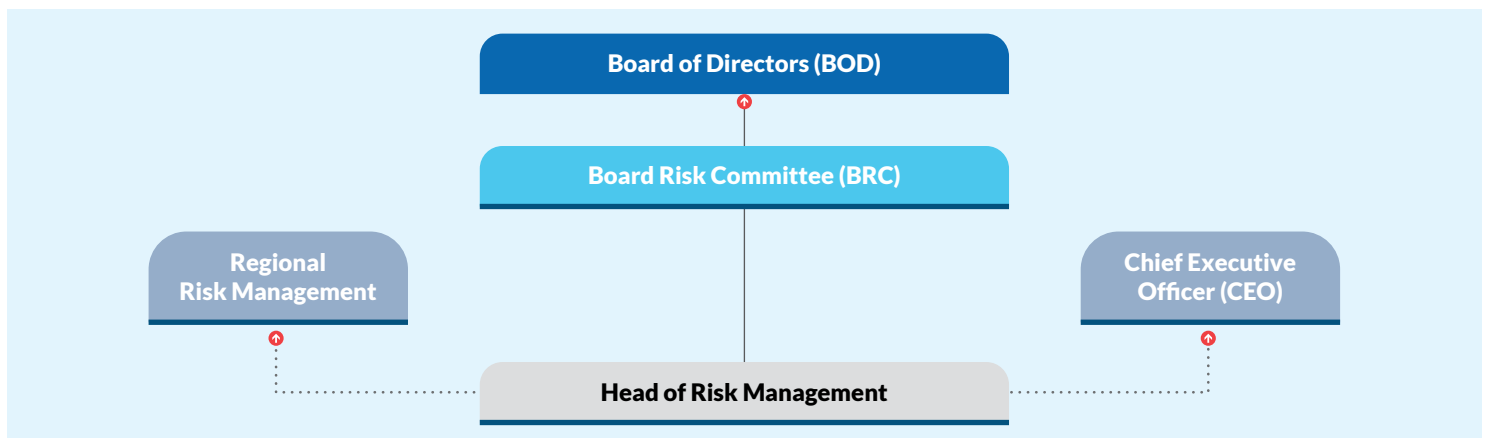 Board of Directors (BOD)
Board Risk Committee (BRC)
Regional
Risk Management
Chief Executive
Officer (CEO)
Head of Risk Management